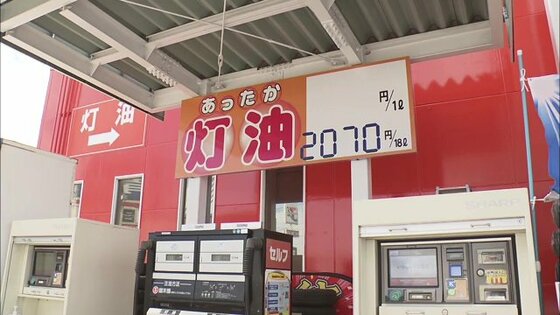 灯油
あったか
灯油
円/1ℓ
2070円/18ℓ
セルフ
SHARP